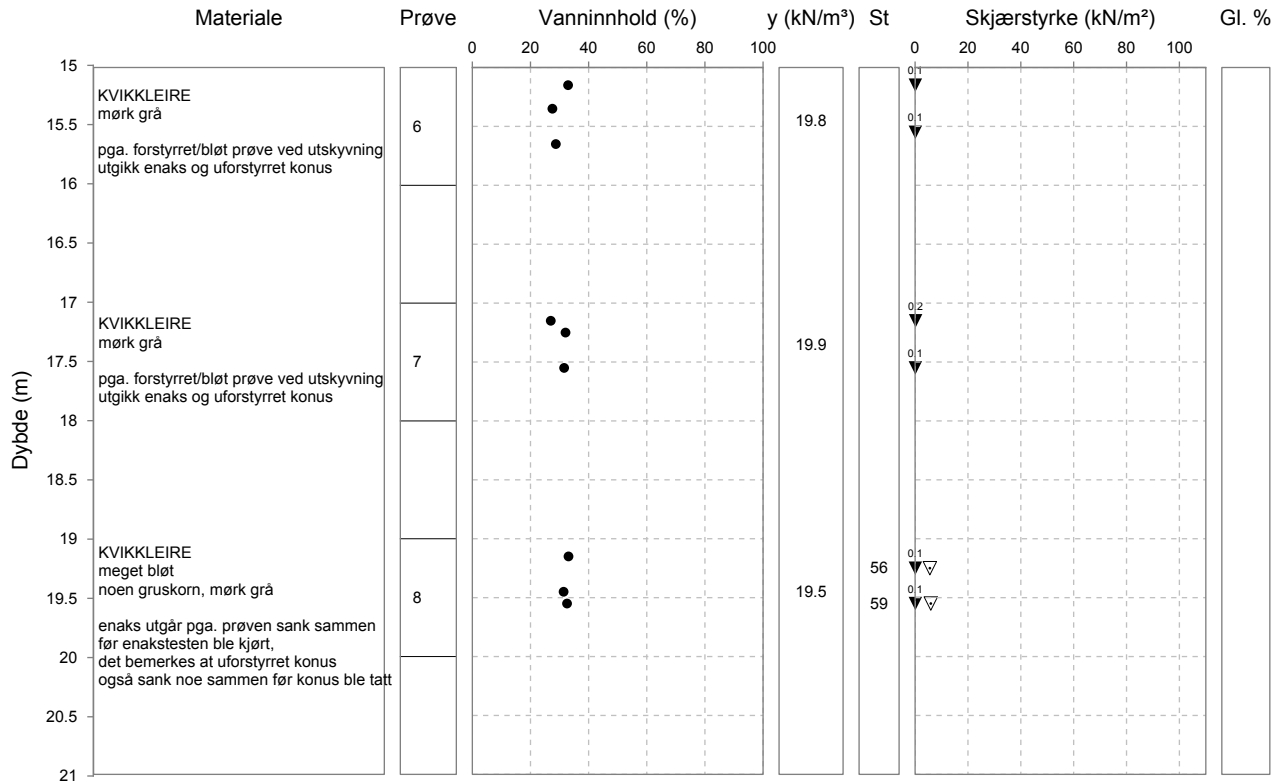 Materiale Prøve Vanninnhold (%) y (kN/m³) St Skjærstyrke (kN/m²) Gl. %
0 20 40 60 80 100 0 20 40 60 80 100
Dybde (m)
15
KVIKKLEIRE
mørk grå
0.1
15.5
6
19.8
0.1
pga. forstyrret/bløt prøve ved utskyvning
utgikk enaks og uforstyrret konus
16
16.5
17
KVIKKLEIRE
mørk grå
0.2
17.5
7
19.9
0.1
pga. forstyrret/bløt prøve ved utskyvning
utgikk enaks og uforstyrret konus
18
18.5
19
KVIKKLEIRE
meget bløt
noen gruskorn, mørk grå
56
0.1
19.5
8
19.5
59
0.1
enaks utgår pga. prøven sank sammen
før enakstesten ble kjørt,
det bemerkes at uforstyrret konus
også sank noe sammen før konus ble tatt
20
20.5
21